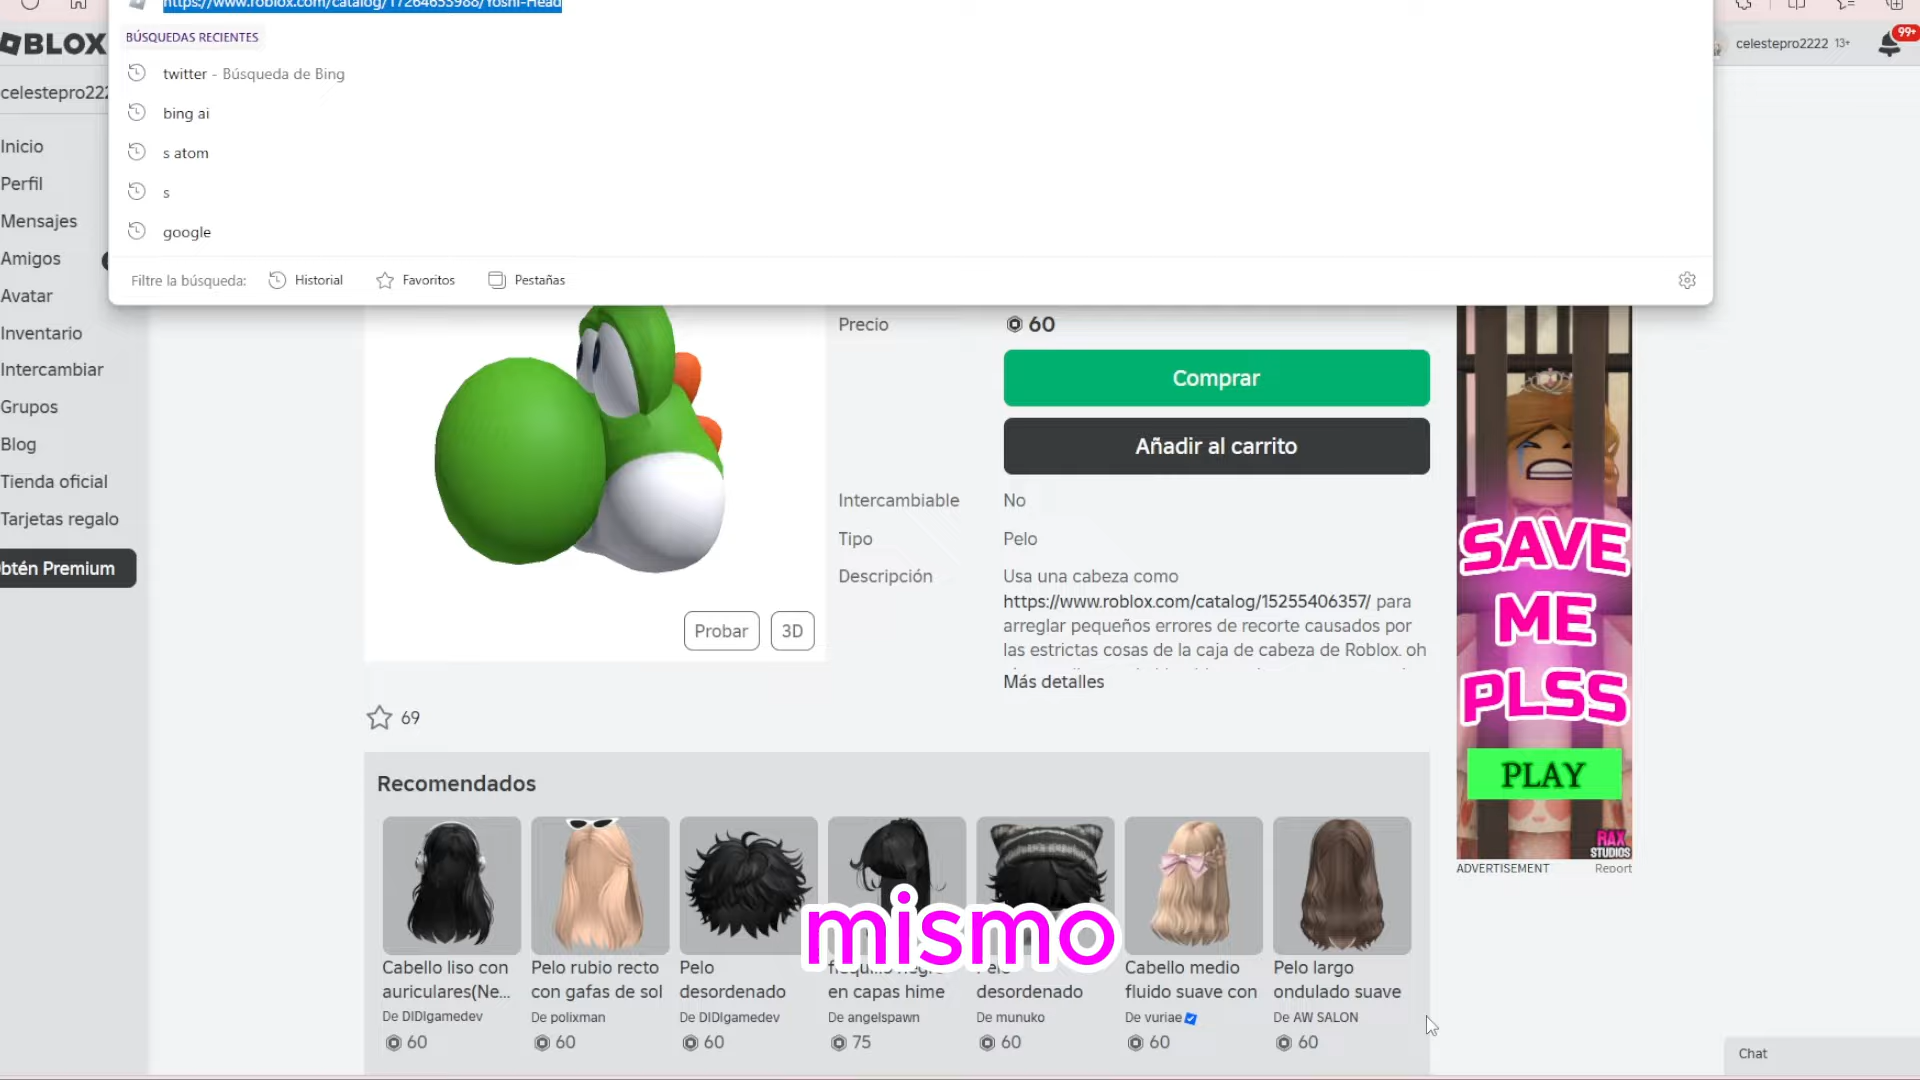 https://www.roblox.com/catalog/17264653988/Yoshi-Head
BÚSQUEDAS RECIENTES
twitter - Búsqueda de Bing
bing ai
s atom
s
google
Filtre la búsqueda: Historial Favoritos Pestañas
BLOX
celestepro2222 13+
99+
celestepro222
Inicio
Perfil
Mensajes
Amigos
Avatar
Inventario
Intercambiar
Grupos
Blog
Tienda oficial
Tarjetas regalo
btén Premium
Precio 60
Comprar
Añadir al carrito
Intercambiable No
Tipo Pelo
Descripción Usa una cabeza como
https://www.roblox.com/catalog/15255406357/ para
arreglar pequeños errores de recorte causados por
las estrictas cosas de la caja de cabeza de Roblox. oh
Más detalles
Probar 3D
69
SAVE
ME
PLSS
PLAY
RAX
STUDIOS
ADVERTISEMENT Report
Recomendados
Cabello liso con
auriculares(Ne...
De DIDIgamedev
60
Pelo rubio recto
con gafas de sol
De polixman
60
Pelo
desordenado
De DIDIgamedev
60
en capas hime
De angelspawn
75
desordenado
De munuko
60
Cabello medio
fluido suave con
De vuriae
60
Pelo largo
ondulado suave
De AW SALON
60
mismo
Chat